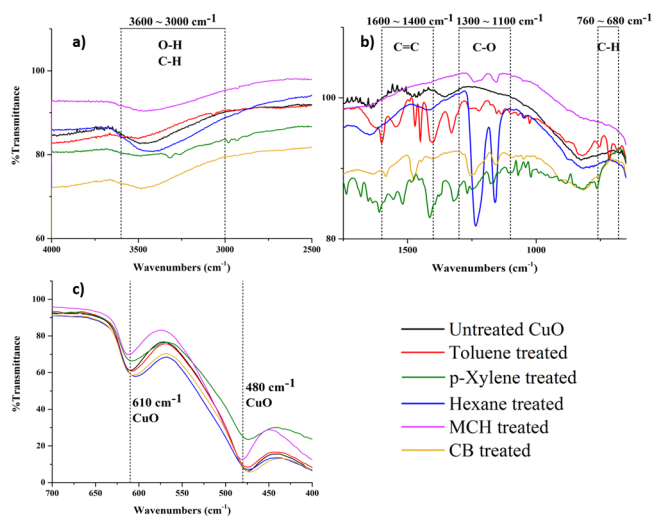 3600 ~ 3000 cm⁻¹
a)
O-H
C-H
%Transmittance
100
80
60
4000
3500
3000
2500
Wavenumbers (cm⁻¹)
1600 ~ 1400 cm⁻¹
1300 ~ 1100 cm⁻¹
760 ~ 680 cm⁻¹
b)
C=C
C-O
C-H
%Transmittance
100
80
60
1500
1000
Wavenumbers (cm⁻¹)
c)
%Transmittance
100
80
60
40
20
0
610 cm⁻¹
CuO
480 cm⁻¹
CuO
700
650
600
550
500
450
400
Wavenumbers (cm⁻¹)
Untreated CuO
Toluene treated
p-Xylene treated
Hexane treated
MCH treated
CB treated